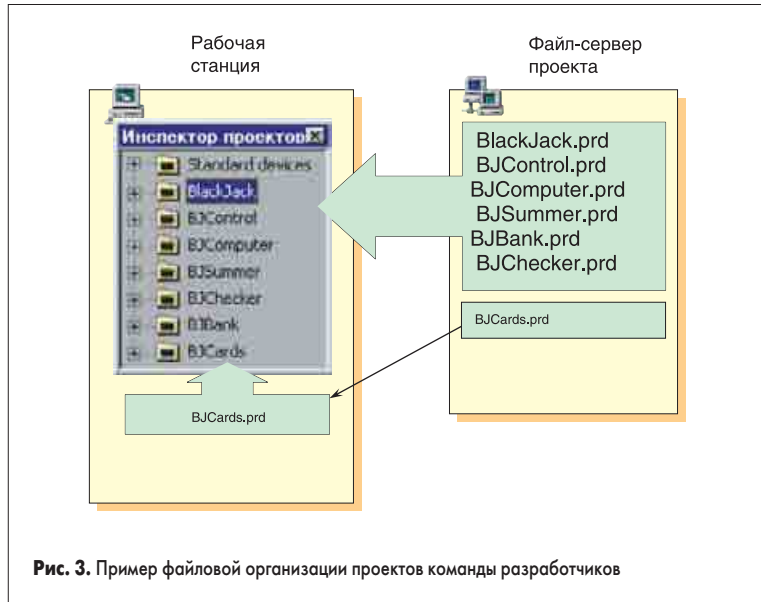 Рабочая
станция
Файл-сервер
проекта
Инспектор проектов
Standard devices
BlackJack
BJControl
BJComputer
BJSummer
BJChecker
BJBank
BJCards
BJCards.prd
BlackJack.prd
BJControl.prd
BJComputer.prd
BJSummer.prd
BJBank.prd
BJChecker.prd
BJCards.prd
Рис. 3. Пример файловой организации проектов команды разработчиков